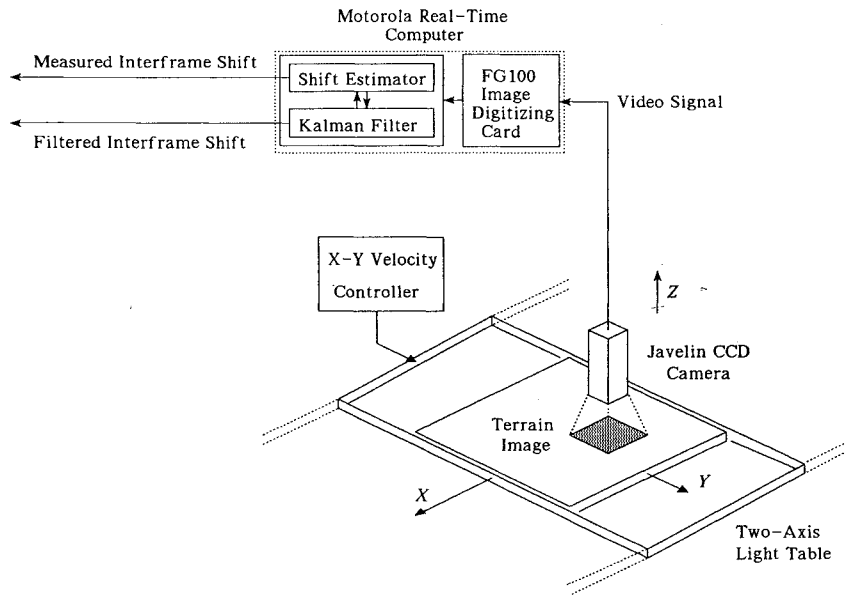 Motorola Real-Time
Computer
Measured Interframe Shift
Shift Estimator
Kalman Filter
Filtered Interframe Shift
FG100
Image
Digitizing
Card
Video Signal
X-Y Velocity
Controller
Z
Javelin CCD
Camera
Terrain
Image
X
Y
Two-Axis
Light Table